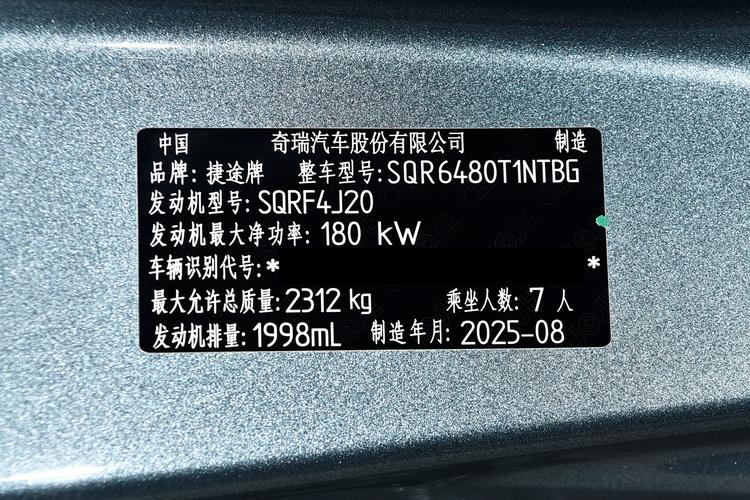 中国 奇瑞汽车股份有限公司 制造
品牌: 捷途牌 整车型号: SQR6480T1NTBG
发动机型号: SQRF4J20
发动机最大净功率: 180 kW
车辆识别代号: * *
最大允许总质量: 2312 kg 乘坐人数: 7 人
发动机排量: 1998mL 制造年月: 2025-08